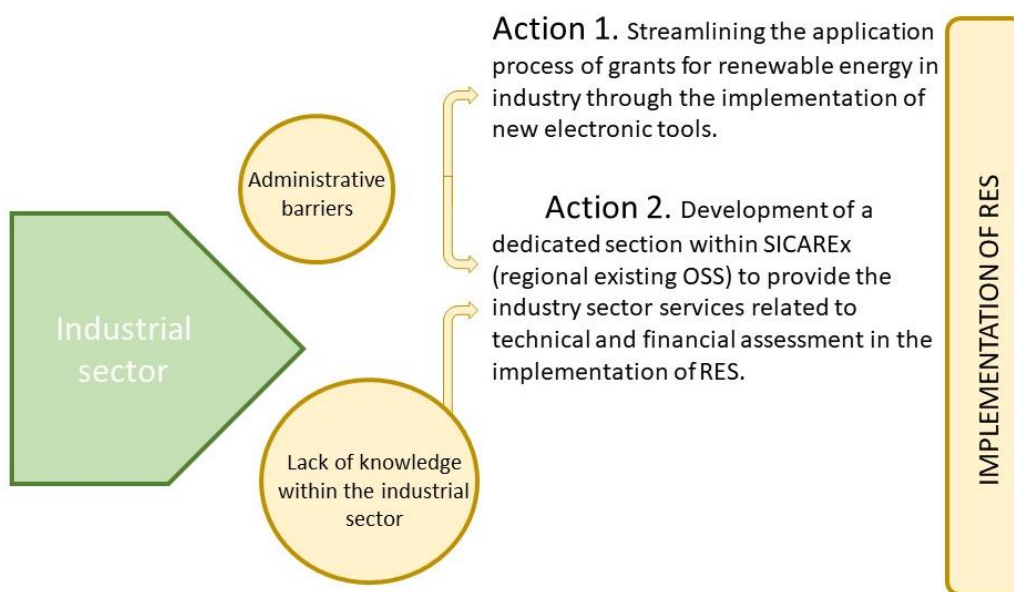 Industrial
sector
Administrative
barriers
Lack of knowledge
within the industrial
sector
Action 1. Streamlining the application
process of grants for renewable energy in
industry through the implementation of
new electronic tools.
Action 2. Development of a
dedicated section within SICAREx
(regional existing OSS) to provide the
industry sector services related to
technical and financial assessment in the
implementation of RES.
IMPLEMENTATION OF RES